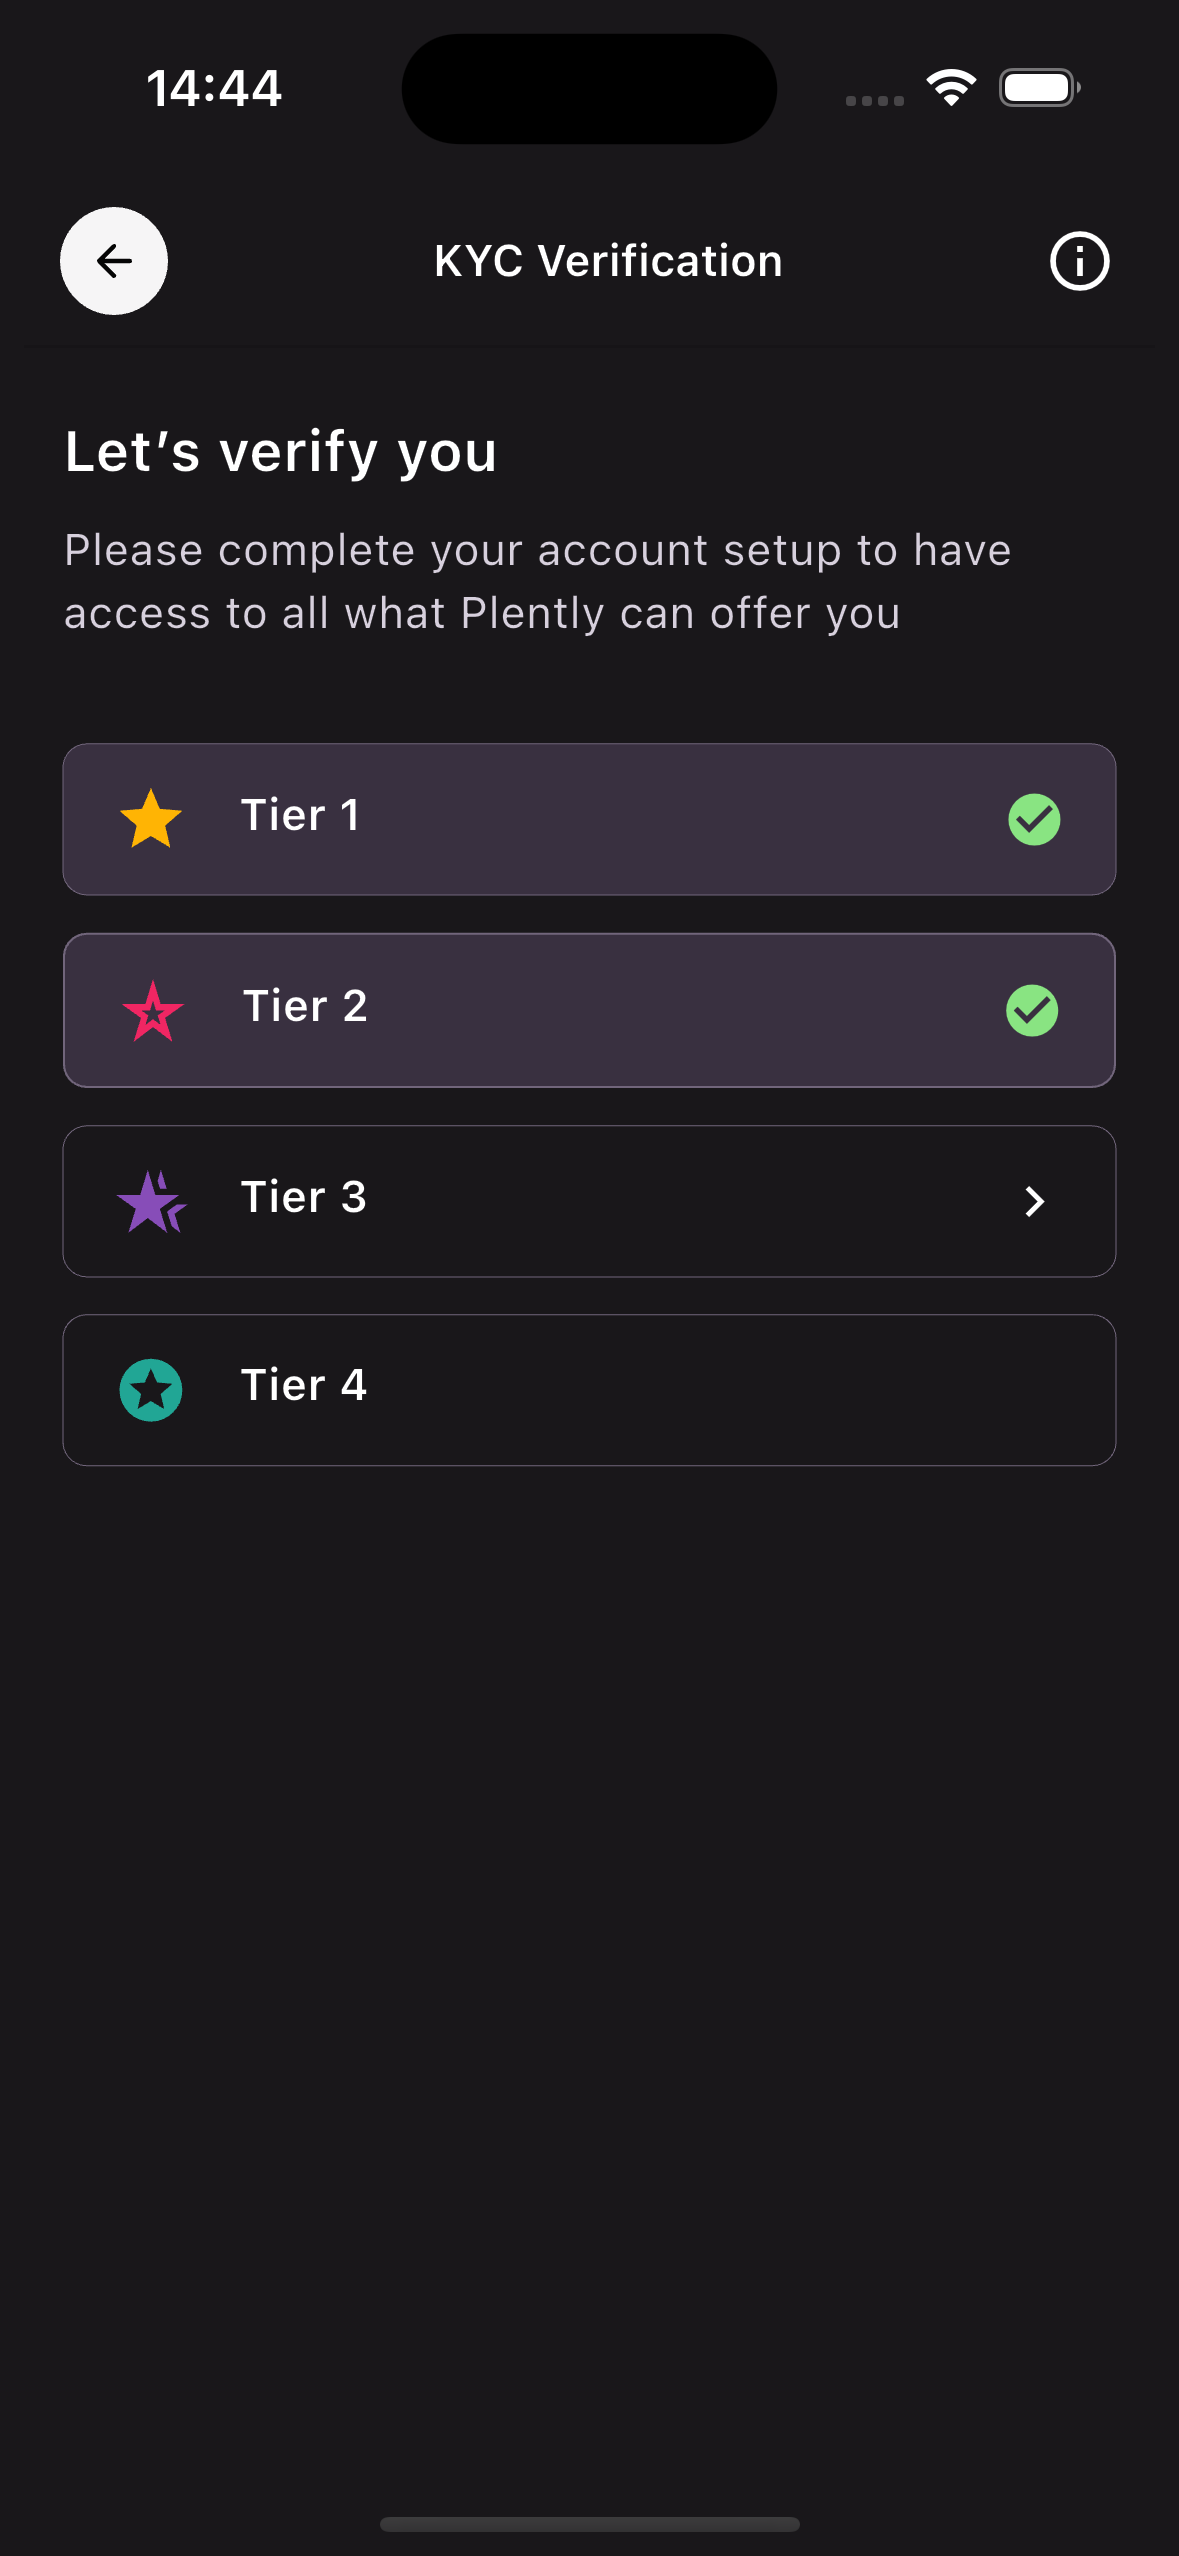 14:44
KYC Verification
Let’s verify you
Please complete your account setup to have
access to all what Plently can offer you
Tier 1
Tier 2
Tier 3
Tier 4